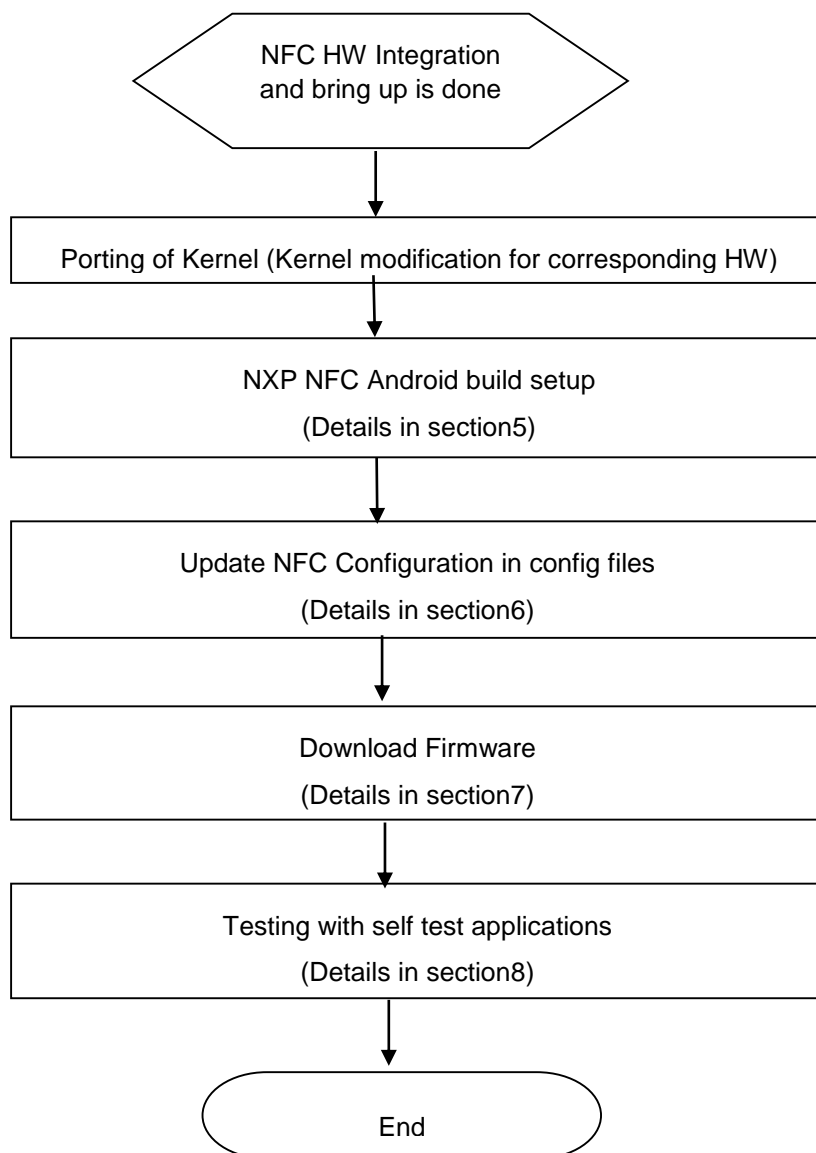 NFC HW Integration
and bring up is done
Porting of Kernel (Kernel modification for corresponding HW)
NXP NFC Android build setup
(Details in section5)
Update NFC Configuration in config files
(Details in section6)
Download Firmware
(Details in section7)
Testing with self test applications
(Details in section8)
End